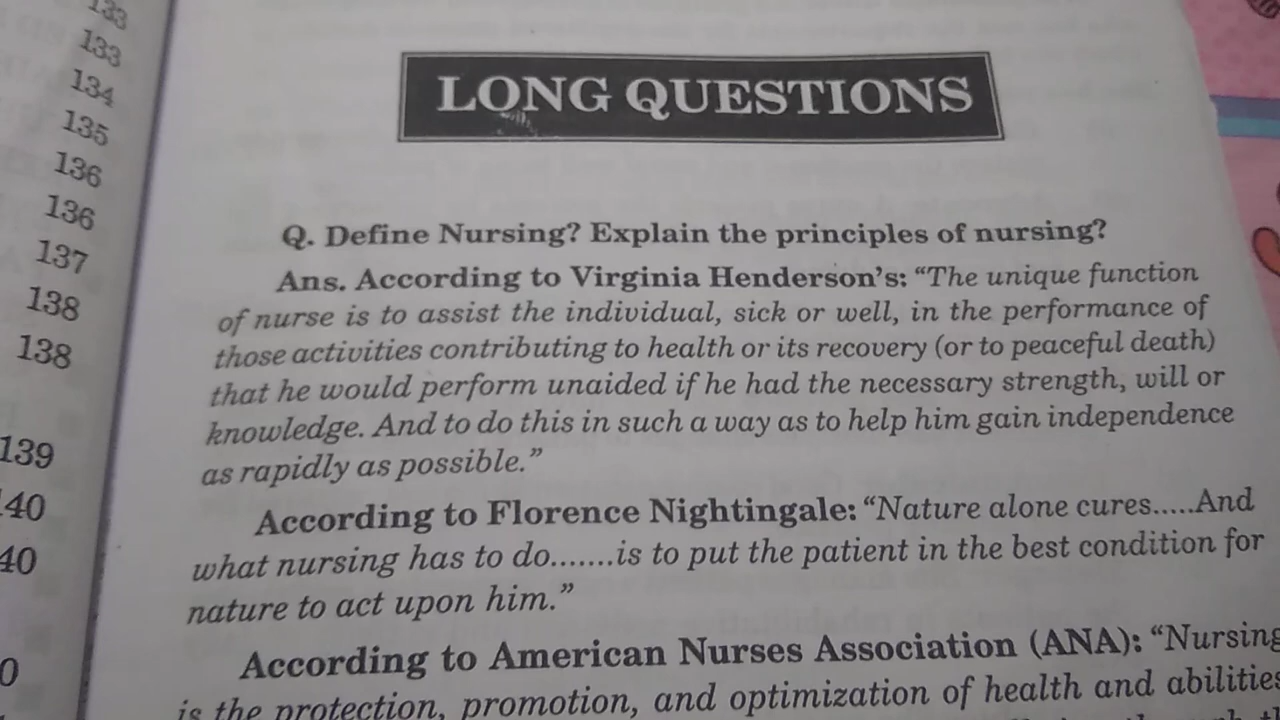 133
133
134
135
136
136
137
138
138
139
40
40
0
LONG QUESTIONS
Q. Define Nursing? Explain the principles of nursing?
Ans. According to Virginia Henderson's: “The unique function
of nurse is to assist the individual, sick or well, in the performance of
those activities contributing to health or its recovery (or to peaceful death)
that he would perform unaided if he had the necessary strength, will or
knowledge. And to do this in such a way as to help him gain independence
as rapidly as possible.”
According to Florence Nightingale: “Nature alone cures.....And
what nursing has to do.......is to put the patient in the best condition for
nature to act upon him.”
According to American Nurses Association (ANA): “Nursing
is the protection, promotion, and optimization of health and abilities